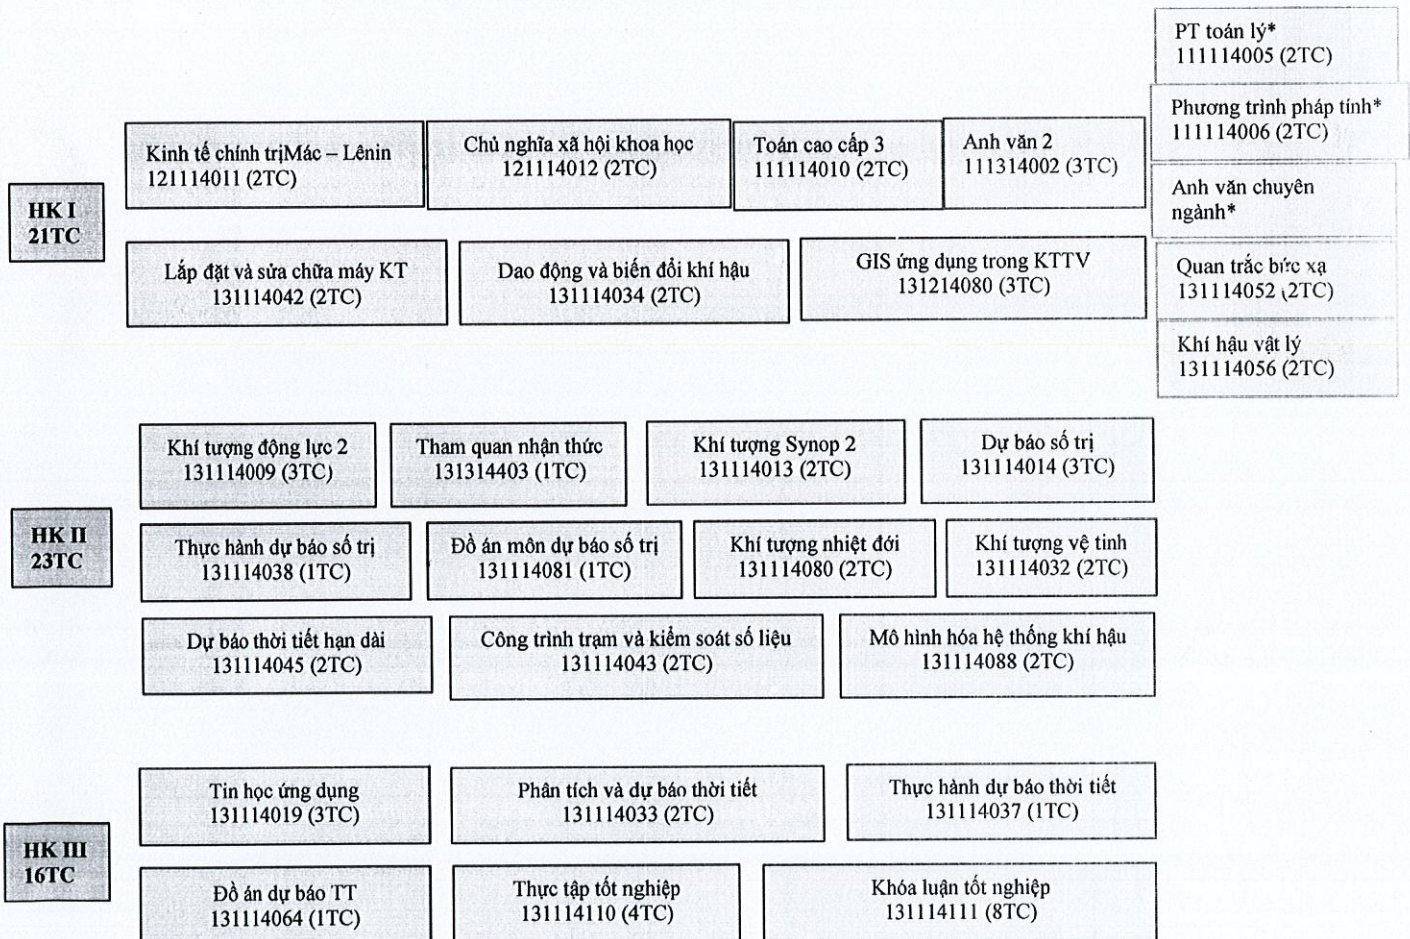 PT toán lý*
111114005 (2TC)
Phương trình pháp tính*
111114006 (2TC)
Kinh tế chính trịMác – Lênin
121114011 (2TC)
Chủ nghĩa xã hội khoa học
121114012 (2TC)
Toán cao cấp 3
111114010 (2TC)
Anh văn 2
111314002 (3TC)
Anh văn chuyên
ngành*
HK I
21TC
Lắp đặt và sửa chữa máy KT
131114042 (2TC)
Dao động và biến đổi khí hậu
131114034 (2TC)
GIS ứng dụng trong KTTV
131214080 (3TC)
Quan trắc bức xạ
131114052 (2TC)
Khí hậu vật lý
131114056 (2TC)
Khí tượng động lực 2
131114009 (3TC)
Tham quan nhận thức
131314403 (1TC)
Khí tượng Synop 2
131114013 (2TC)
Dự báo số trị
131114014 (3TC)
HK II
23TC
Thực hành dự báo số trị
131114038 (1TC)
Đồ án môn dự báo số trị
131114081 (1TC)
Khí tượng nhiệt đới
131114080 (2TC)
Khí tượng vệ tinh
131114032 (2TC)
Dự báo thời tiết hạn dài
131114045 (2TC)
Công trình trạm và kiểm soát số liệu
131114043 (2TC)
Mô hình hóa hệ thống khí hậu
131114088 (2TC)
Tin học ứng dụng
131114019 (3TC)
Phân tích và dự báo thời tiết
131114033 (2TC)
Thực hành dự báo thời tiết
131114037 (1TC)
HK III
16TC
Đồ án dự báo TT
131114064 (1TC)
Thực tập tốt nghiệp
131114110 (4TC)
Khóa luận tốt nghiệp
131114111 (8TC)